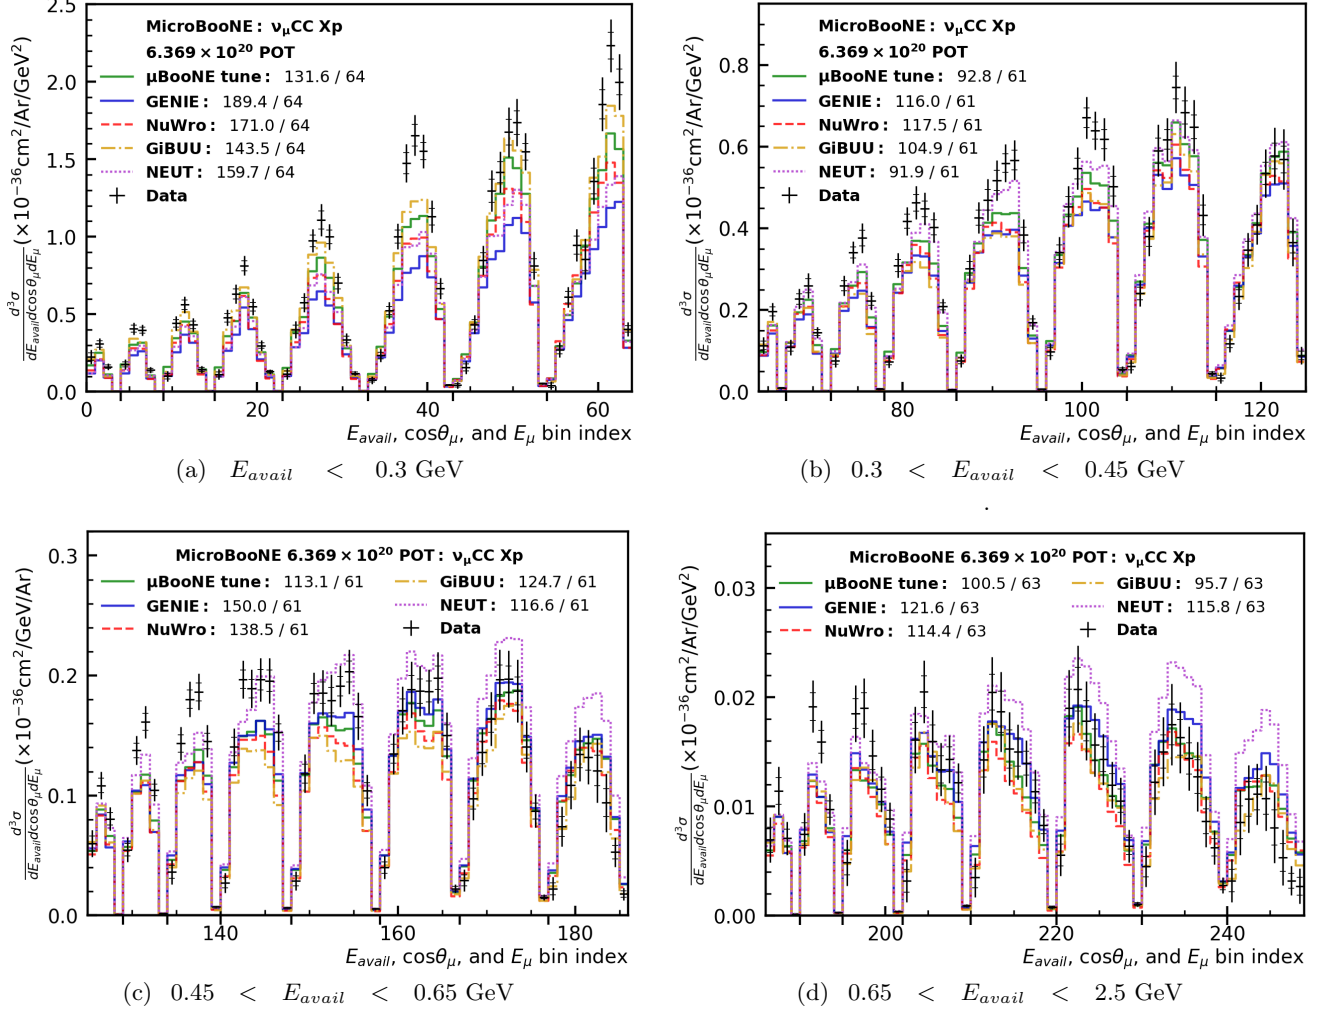 MicroBooNE: νμCC Xp
6.369×10²⁰ POT
μBooNE tune: 131.6 / 64
GENIE: 189.4 / 64
NuWro: 171.0 / 64
GiBUU: 143.5 / 64
NEUT: 159.7 / 64
Data
2.5
2.0
1.5
1.0
0.5
0.0
0 20 40 60
d³σ/dE_avail dcosθμ dEμ (×10⁻³⁶cm²/Ar/GeV²)
E_avail, cosθμ, and Eμ bin index
(a) E_avail < 0.3 GeV
MicroBooNE: νμCC Xp
6.369×10²⁰ POT
μBooNE tune: 92.8 / 61
GENIE: 116.0 / 61
NuWro: 117.5 / 61
GiBUU: 104.9 / 61
NEUT: 91.9 / 61
Data
0.8
0.6
0.4
0.2
0.0
80 100 120
d³σ/dE_avail dcosθμ dEμ (×10⁻³⁶cm²/Ar/GeV²)
E_avail, cosθμ, and Eμ bin index
(b) 0.3 < E_avail < 0.45 GeV
.
MicroBooNE 6.369×10²⁰ POT: νμCC Xp
μBooNE tune: 113.1 / 61
GENIE: 150.0 / 61
NuWro: 138.5 / 61
GiBUU: 124.7 / 61
NEUT: 116.6 / 61
Data
0.3
0.2
0.1
0.0
140 160 180
d³σ/dE_avail dcosθμ dEμ (×10⁻³⁶cm²/GeV/Ar)
E_avail, cosθμ, and Eμ bin index
(c) 0.45 < E_avail < 0.65 GeV
MicroBooNE 6.369×10²⁰ POT: νμCC Xp
μBooNE tune: 100.5 / 63
GENIE: 121.6 / 63
NuWro: 114.4 / 63
GiBUU: 95.7 / 63
NEUT: 115.8 / 63
Data
0.03
0.02
0.01
0.00
200 220 240
d³σ/dE_avail dcosθμ dEμ (×10⁻³⁶cm²/Ar/GeV²)
E_avail, cosθμ, and Eμ bin index
(d) 0.65 < E_avail < 2.5 GeV